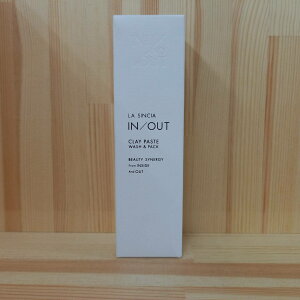 LA SINCIA
IN/OUT
CLAY PASTE
WASH & PACK
BEAUTY SYNERGY
From INSIDE
And OUT